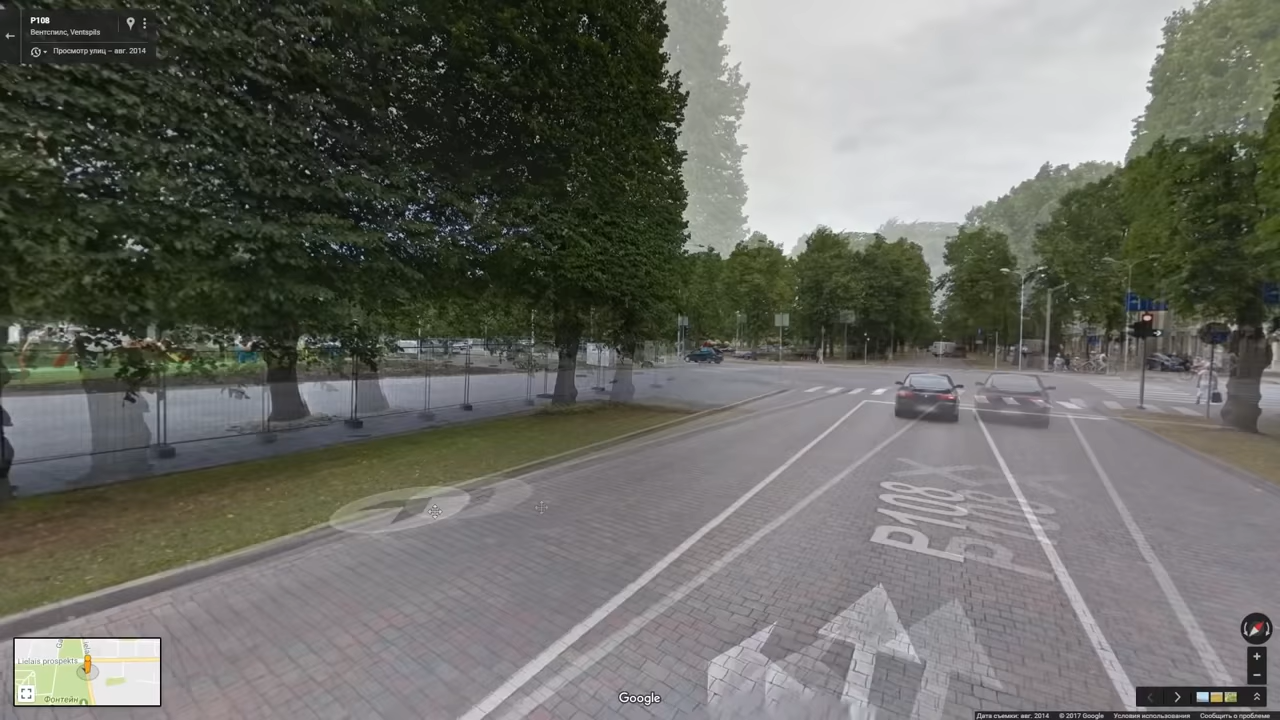 P108
Вентспилс, Ventspils
Просмотр улиц – авг. 2014
P108 X
Lielais prospekts
Фонтейн
Google
Дата съемки: авг. 2014 © 2017 Google Условия использования Сообщить о проблеме